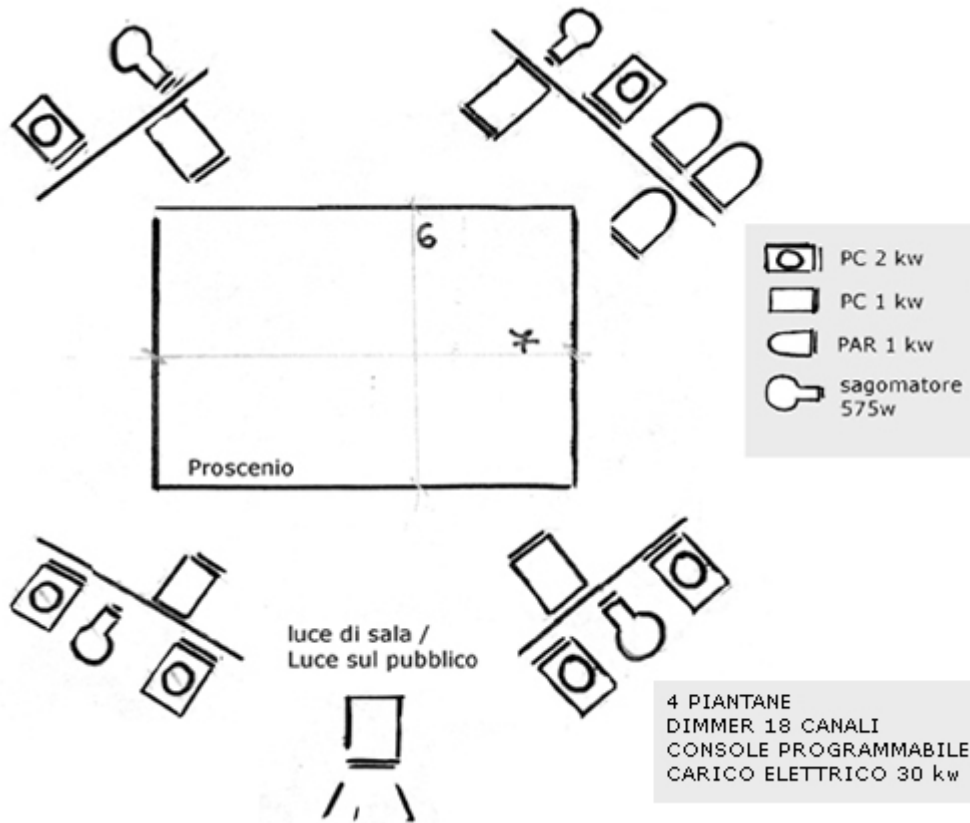 6
PC 2 kw
PC 1 kw
PAR 1 kw
sagomatore
575w
Proscenio
luce di sala /
Luce sul pubblico
4 PIANTANE
DIMMER 18 CANALI
CONSOLE PROGRAMMABILE
CARICO ELETTRICO 30 kw